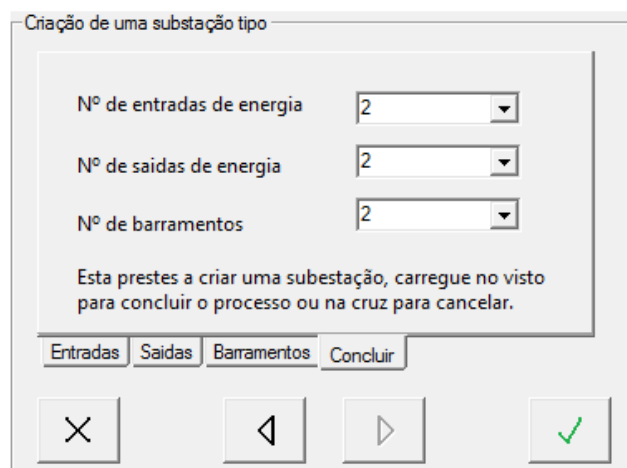 Criação de uma substação tipo
Nº de entradas de energia 2
Nº de saidas de energia 2
Nº de barramentos 2
Esta prestes a criar uma subestação, carregue no visto
para concluir o processo ou na cruz para cancelar.
Entradas Saidas Barramentos Concluir